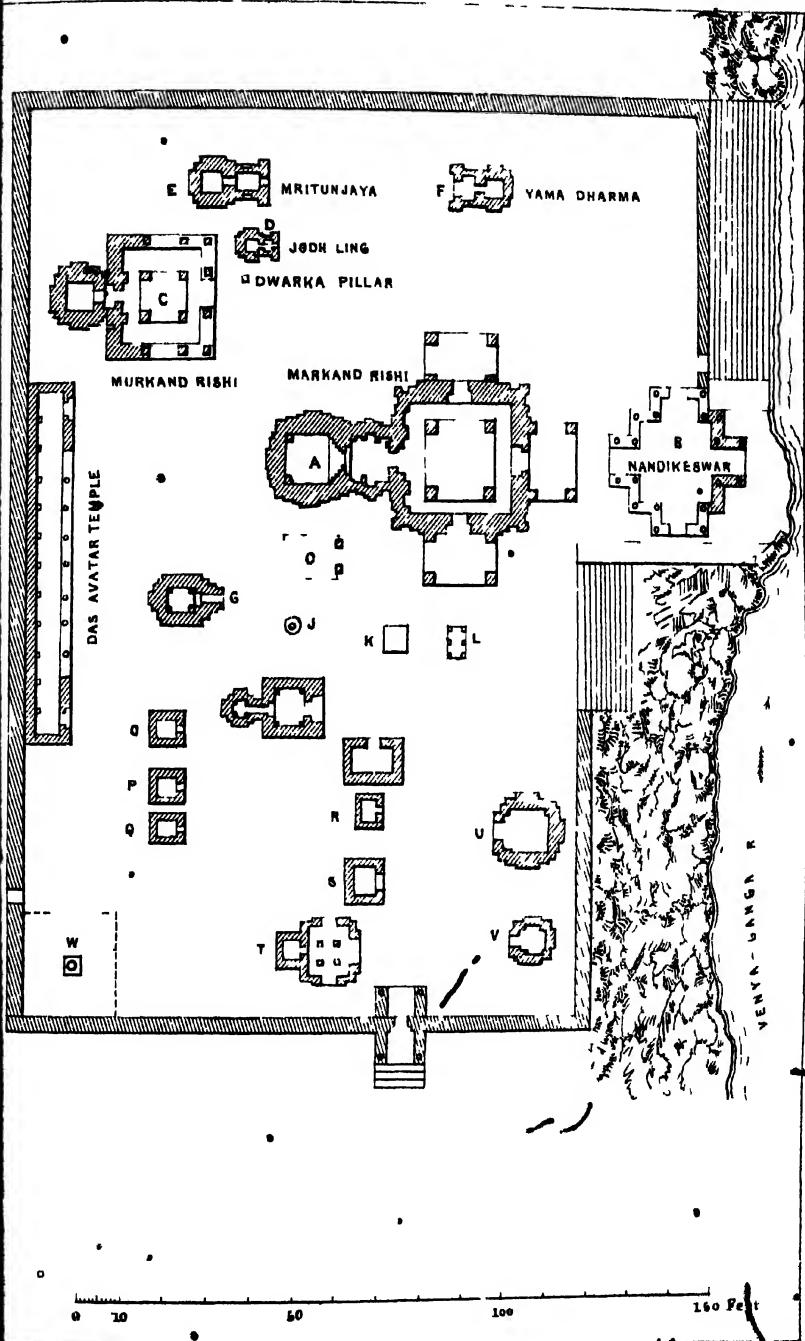 E MRITUNJAYA
F YAMA DHARMA
D
JODH LING
DWARKA PILLAR
C
MURKAND RISHI
MARKAND RISHI
A
B
NANDIKESWAR
DAS AVATAR TEMPLE
O
G
J
K
L
O
P
Q
R
S
T
U
V
W
VENYA-GANGA R
0 10 50 100 150 Feet